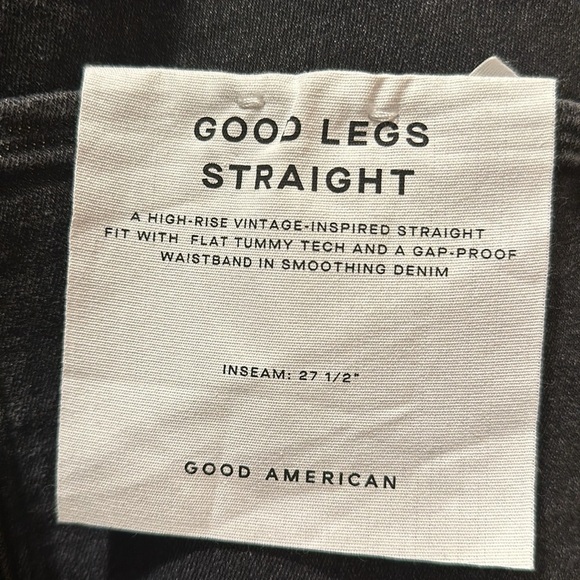 GOOD LEGS
STRAIGHT
A HIGH-RISE VINTAGE-INSPIRED STRAIGHT
FIT WITH FLAT TUMMY TECH AND A GAP-PROOF
WAISTBAND IN SMOOTHING DENIM
INSEAM: 27 1/2"
GOOD AMERICAN